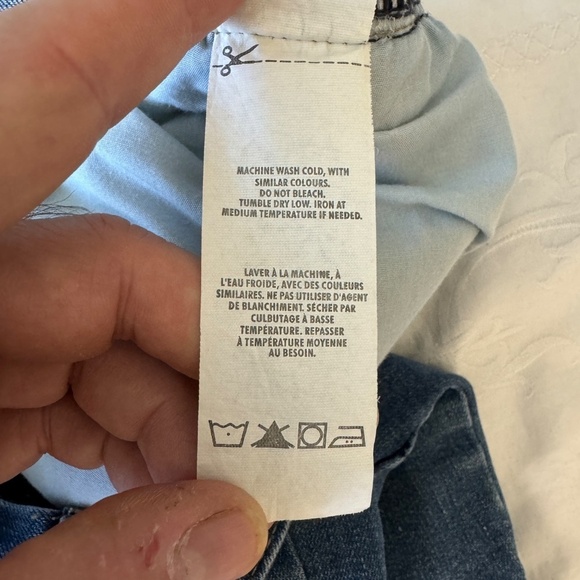 MACHINE WASH COLD, WITH
SIMILAR COLOURS.
DO NOT BLEACH.
TUMBLE DRY LOW. IRON AT
MEDIUM TEMPERATURE IF NEEDED.
LAVER À LA MACHINE, À
L'EAU FROIDE, AVEC DES COULEURS
SIMILAIRES. NE PAS UTILISER D'AGENT
DE BLANCHIMENT. SÉCHER PAR
CULBUTAGE À BASSE
TEMPÉRATURE. REPASSER
À TEMPÉRATURE MOYENNE
AU BESOIN.